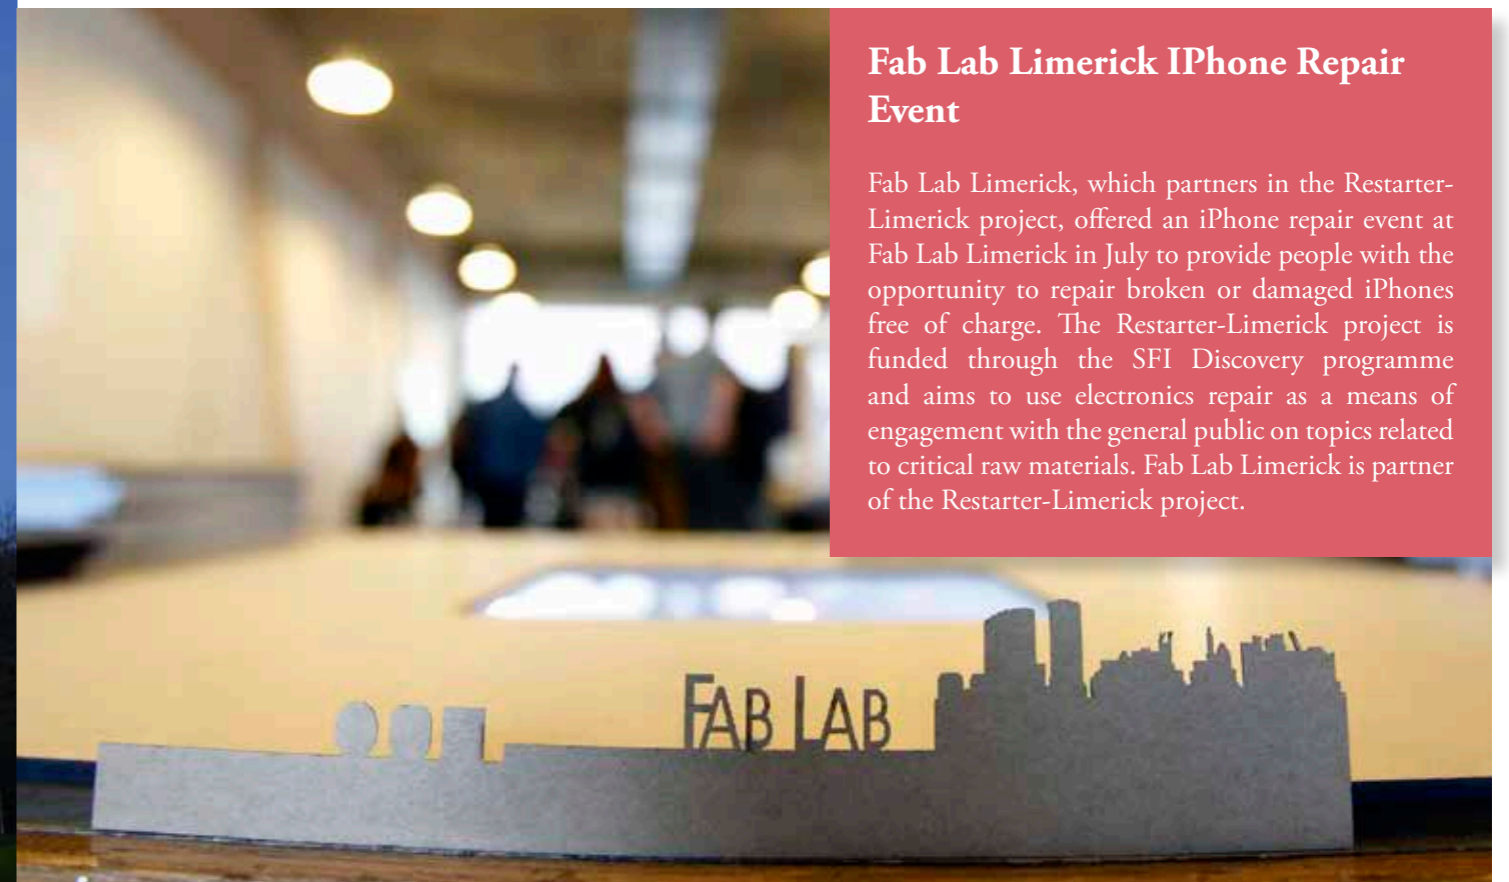 Fab Lab Limerick IPhone Repair
Event
Fab Lab Limerick, which partners in the Restarter-
Limerick project, offered an iPhone repair event at
Fab Lab Limerick in July to provide people with the
opportunity to repair broken or damaged iPhones
free of charge. The Restarter-Limerick project is
funded through the SFI Discovery programme
and aims to use electronics repair as a means of
engagement with the general public on topics related
to critical raw materials. Fab Lab Limerick is partner
of the Restarter-Limerick project.
FAB LAB